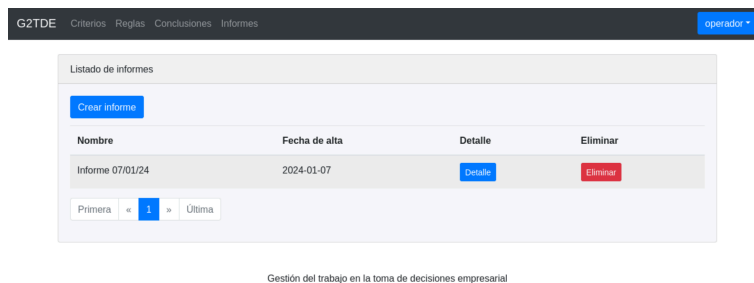 G2TDE Criterios Reglas Conclusiones Informes operador
Listado de informes
Crear informe
Nombre Fecha de alta Detalle Eliminar
Informe 07/01/24 2024-01-07 Detalle Eliminar
Primera « 1 » Última
Gestión del trabajo en la toma de decisiones empresarial